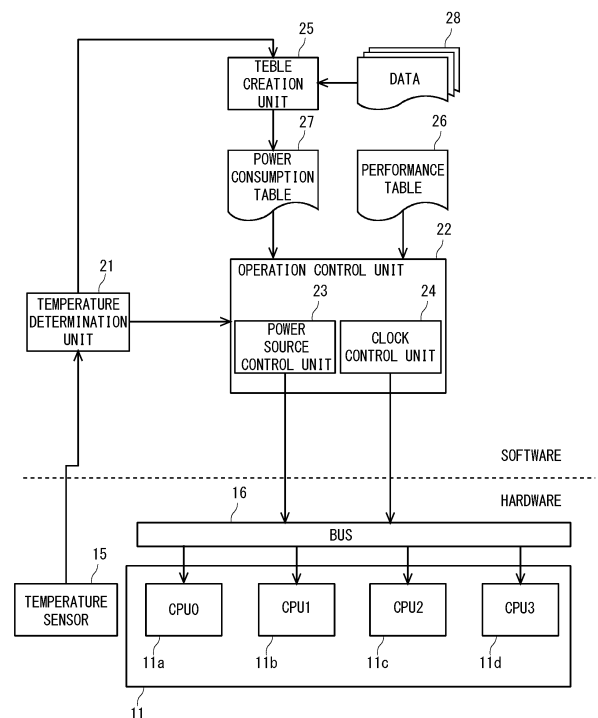 28
25
TEBLE
CREATION
UNIT
DATA
27
26
POWER
CONSUMPTION
TABLE
PERFORMANCE
TABLE
22
21
OPERATION CONTROL UNIT
TEMPERATURE
DETERMINATION
UNIT
23
24
POWER
SOURCE
CONTROL UNIT
CLOCK
CONTROL UNIT
SOFTWARE
HARDWARE
16
BUS
15
TEMPERATURE
SENSOR
CPU0
CPU1
CPU2
CPU3
11a
11b
11c
11d
11